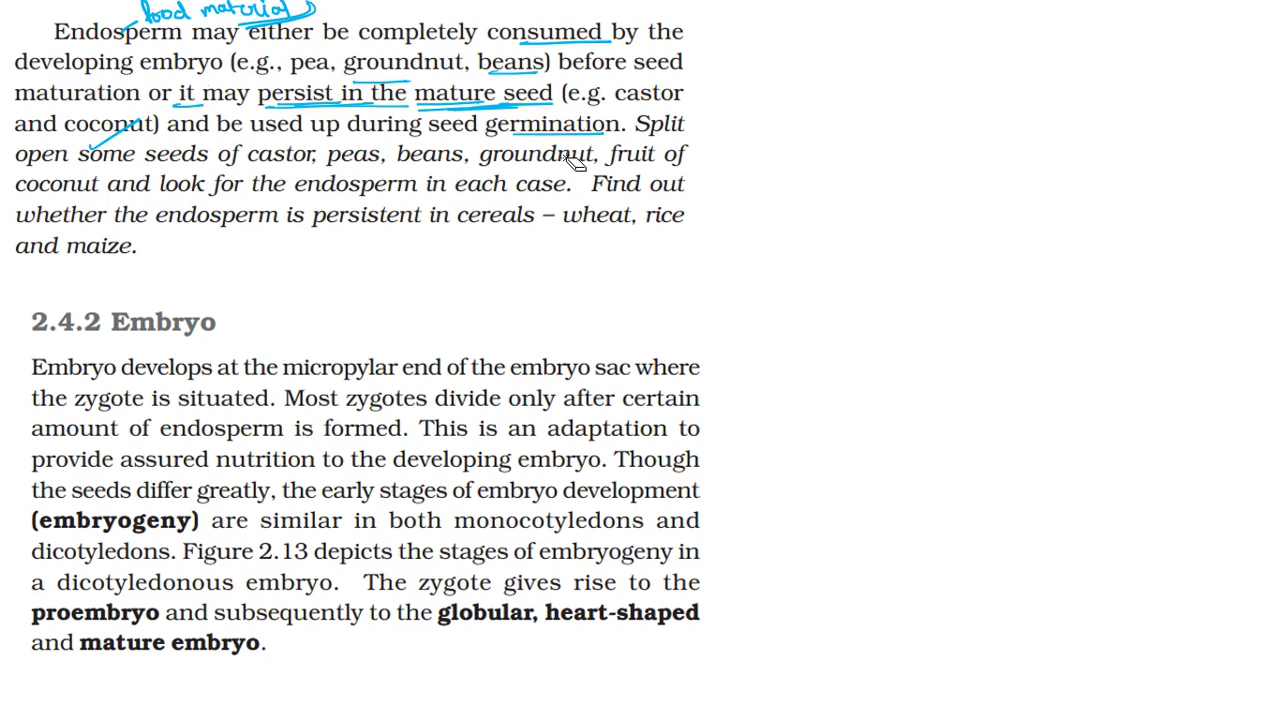 food material
Endosperm may either be completely consumed by the
developing embryo (e.g., pea, groundnut, beans) before seed
maturation or it may persist in the mature seed (e.g. castor
and coconut) and be used up during seed germination. Split
open some seeds of castor, peas, beans, groundnut, fruit of
coconut and look for the endosperm in each case. Find out
whether the endosperm is persistent in cereals – wheat, rice
and maize.
2.4.2 Embryo
Embryo develops at the micropylar end of the embryo sac where
the zygote is situated. Most zygotes divide only after certain
amount of endosperm is formed. This is an adaptation to
provide assured nutrition to the developing embryo. Though
the seeds differ greatly, the early stages of embryo development
(embryogeny) are similar in both monocotyledons and
dicotyledons. Figure 2.13 depicts the stages of embryogeny in
a dicotyledonous embryo. The zygote gives rise to the
proembryo and subsequently to the globular, heart-shaped
and mature embryo.